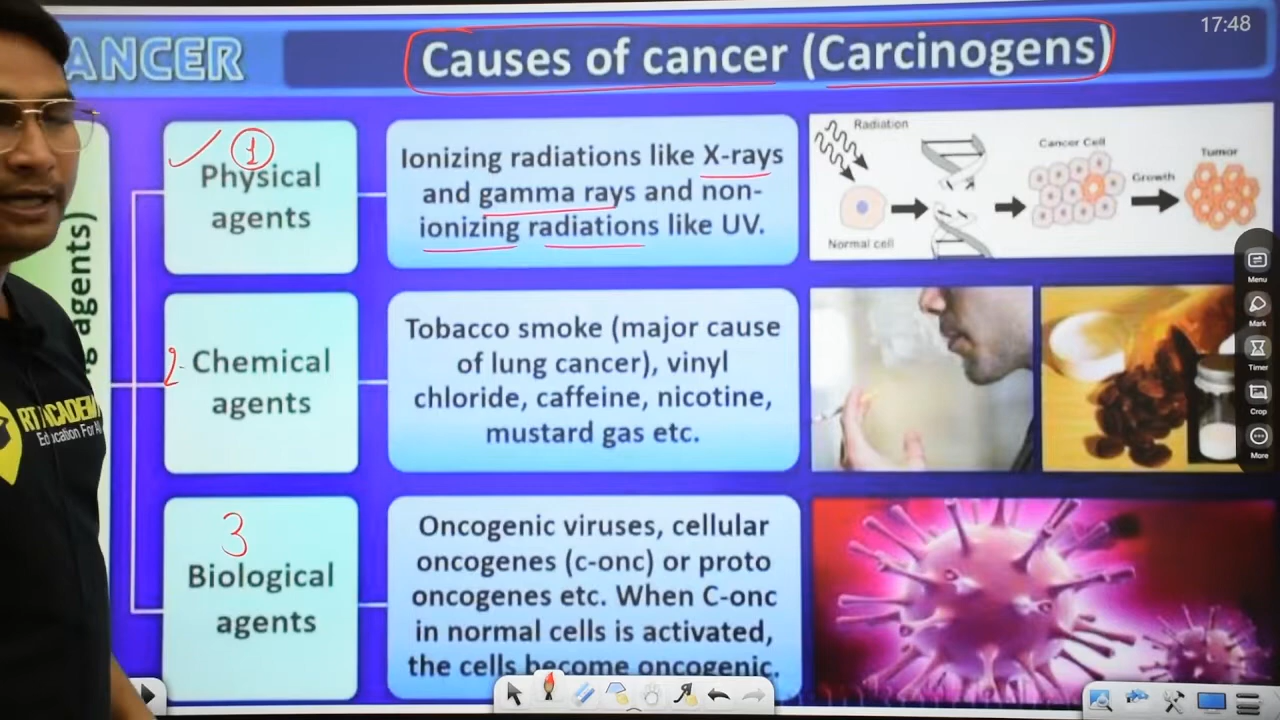 ANCER
Causes of cancer (Carcinogens)
17:48
1
Physical
agents
Ionizing radiations like X-rays
and gamma rays and non-
ionizing radiations like UV.
Radiation
Normal cell
Cancer Cell
Growth
Tumor
g agents)
2
Chemical
agents
Tobacco smoke (major cause
of lung cancer), vinyl
chloride, caffeine, nicotine,
mustard gas etc.
3
Biological
agents
Oncogenic viruses, cellular
oncogenes (c-onc) or proto
oncogenes etc. When C-onc
in normal cells is activated,
the cells become oncogenic.
Menu
Mark
Timer
Crop
More
Education For